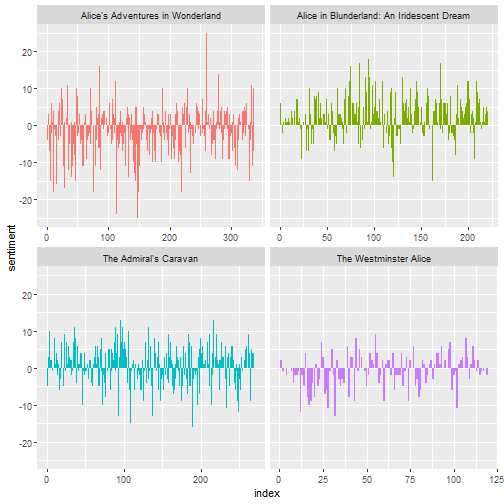 Alice's Adventures in Wonderland
Alice in Blunderland: An Iridescent Dream
20
10
0
-10
-20
0 100 200 300
0 50 100 150 200
The Admiral's Caravan
The Westminster Alice
20
10
0
-10
-20
0 100 200
0 25 50 75 100 125
sentiment
index